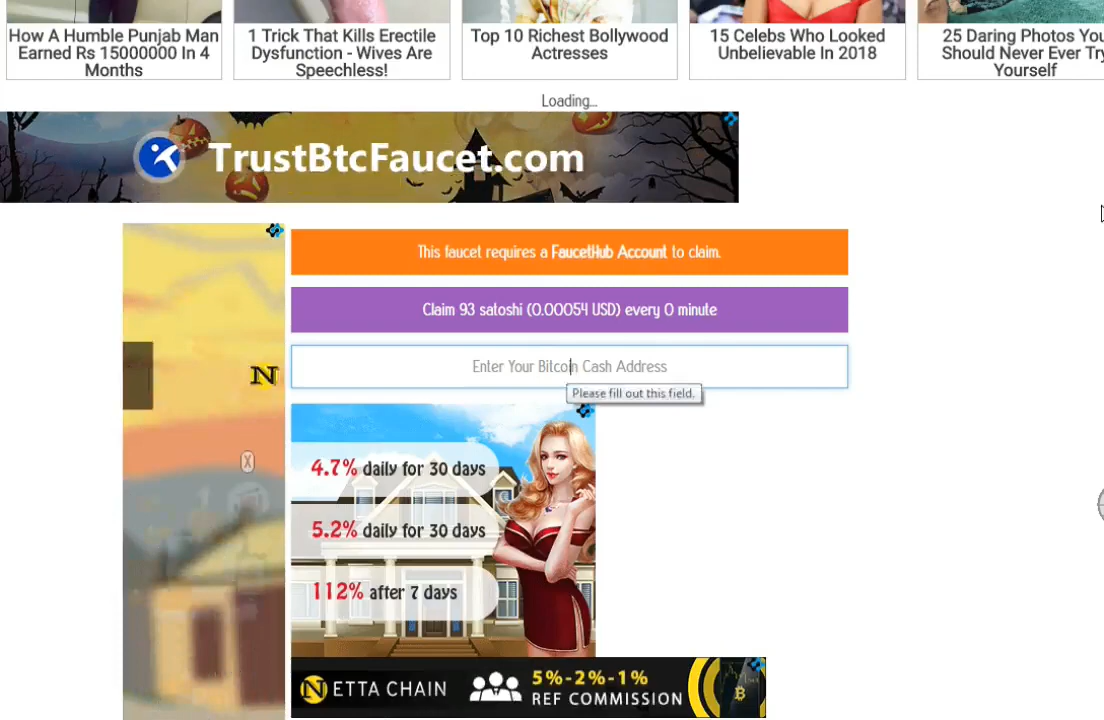 How A Humble Punjab Man
Earned Rs 15000000 In 4
Months
1 Trick That Kills Erectile
Dysfunction - Wives Are
Speechless!
Top 10 Richest Bollywood
Actresses
15 Celebs Who Looked
Unbelievable In 2018
25 Daring Photos You
Should Never Ever Try
Yourself
Loading...
TrustBtcFaucet.com
This faucet requires a FaucetHub Account to claim.
Claim 93 satoshi (0.00054 USD) every 0 minute
Enter Your Bitcoin Cash Address
Please fill out this field.
N
X
4.7% daily for 30 days
5.2% daily for 30 days
112% after 7 days
NETTA CHAIN
5%-2%-1%
REF COMMISSION